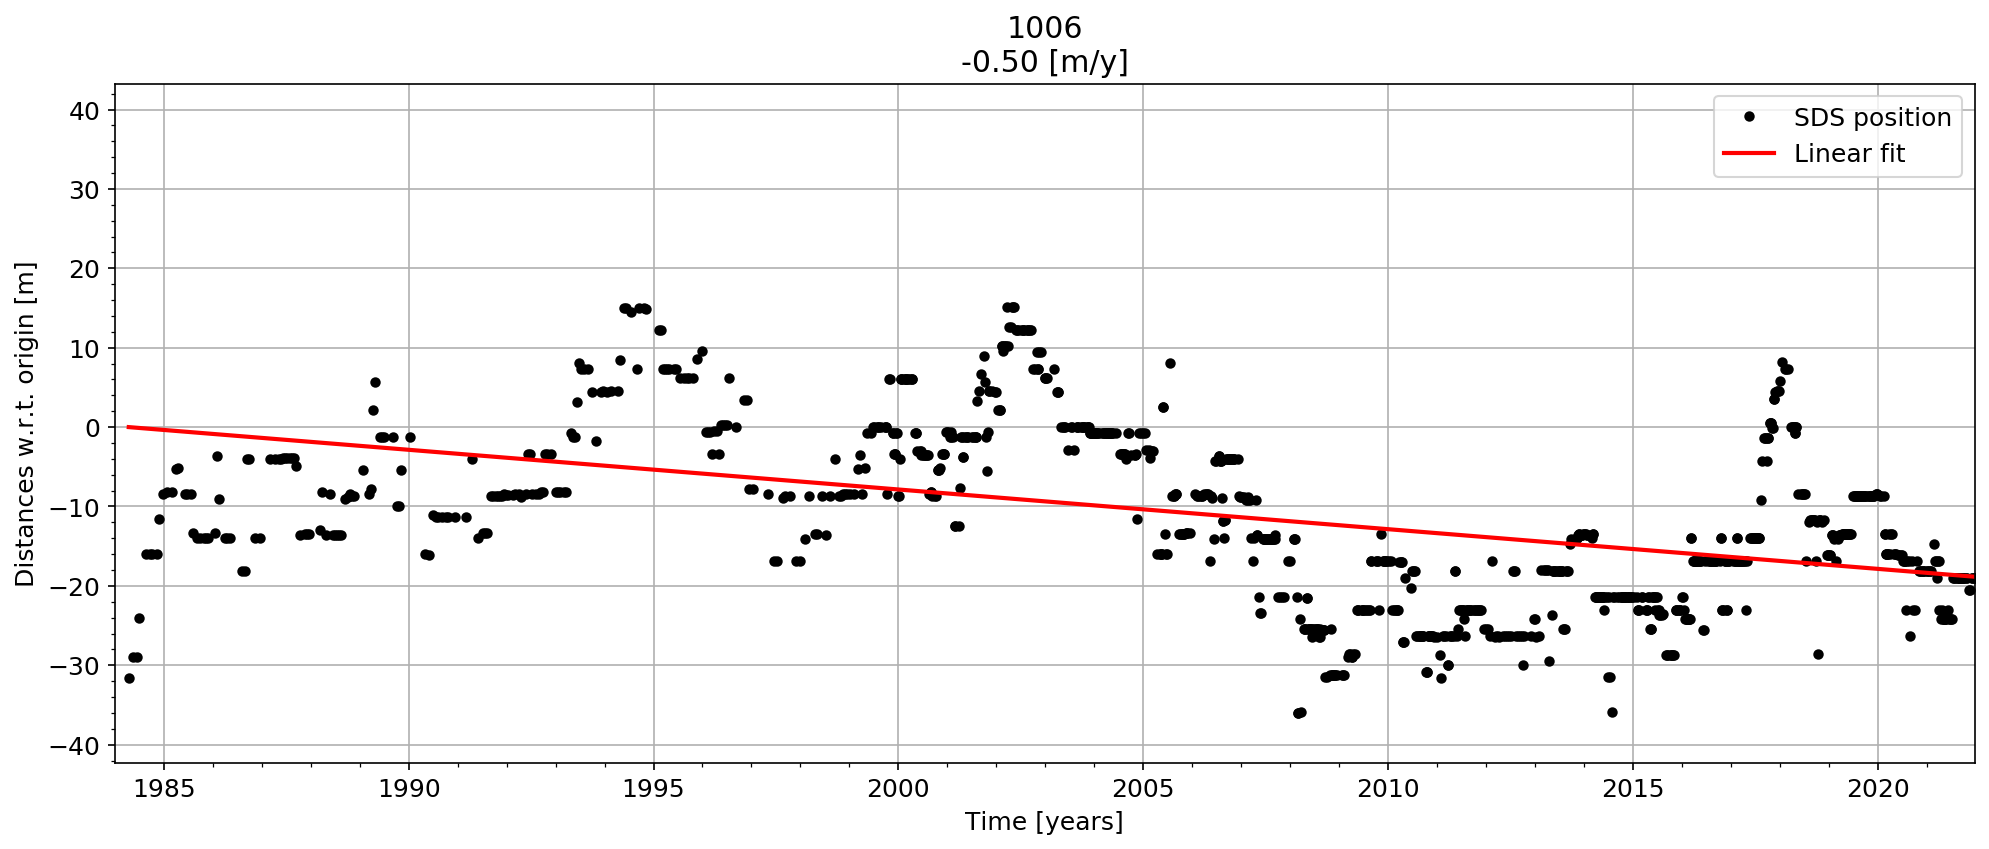 1006
-0.50 [m/y]
SDS position
Linear fit
Distances w.r.t. origin [m]
40
30
20
10
0
−10
−20
−30
−40
1985 1990 1995 2000 2005 2010 2015 2020
Time [years]